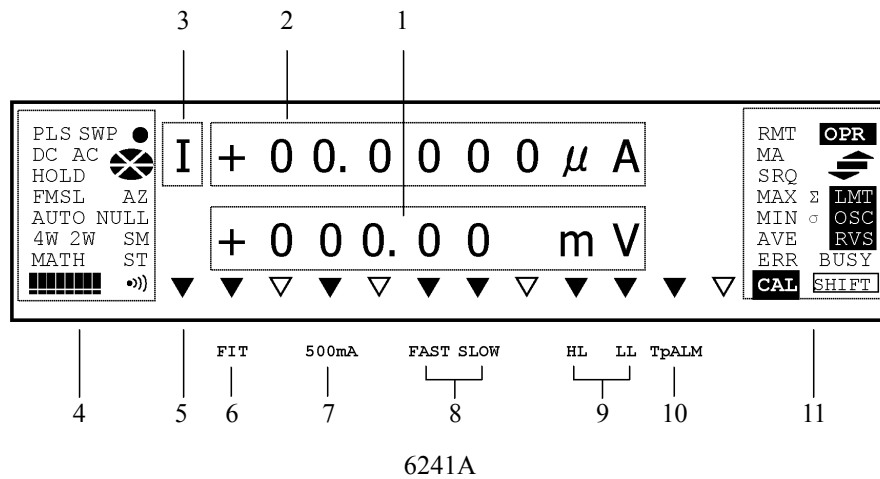 3 2 1
PLS SWP
DC AC
HOLD
FMSL AZ
AUTO NULL
4W 2W SM
MATH ST
I + 0 0. 0 0 0 0 μ A
+ 0 0 0. 0 0 m V
RMT OPR
MA
SRQ
MAX Σ LMT
MIN σ OSC
AVE RVS
ERR BUSY
CAL SHIFT
FIT 500mA FAST SLOW HL LL TpALM
4 5 6 7 8 9 10 11
6241A